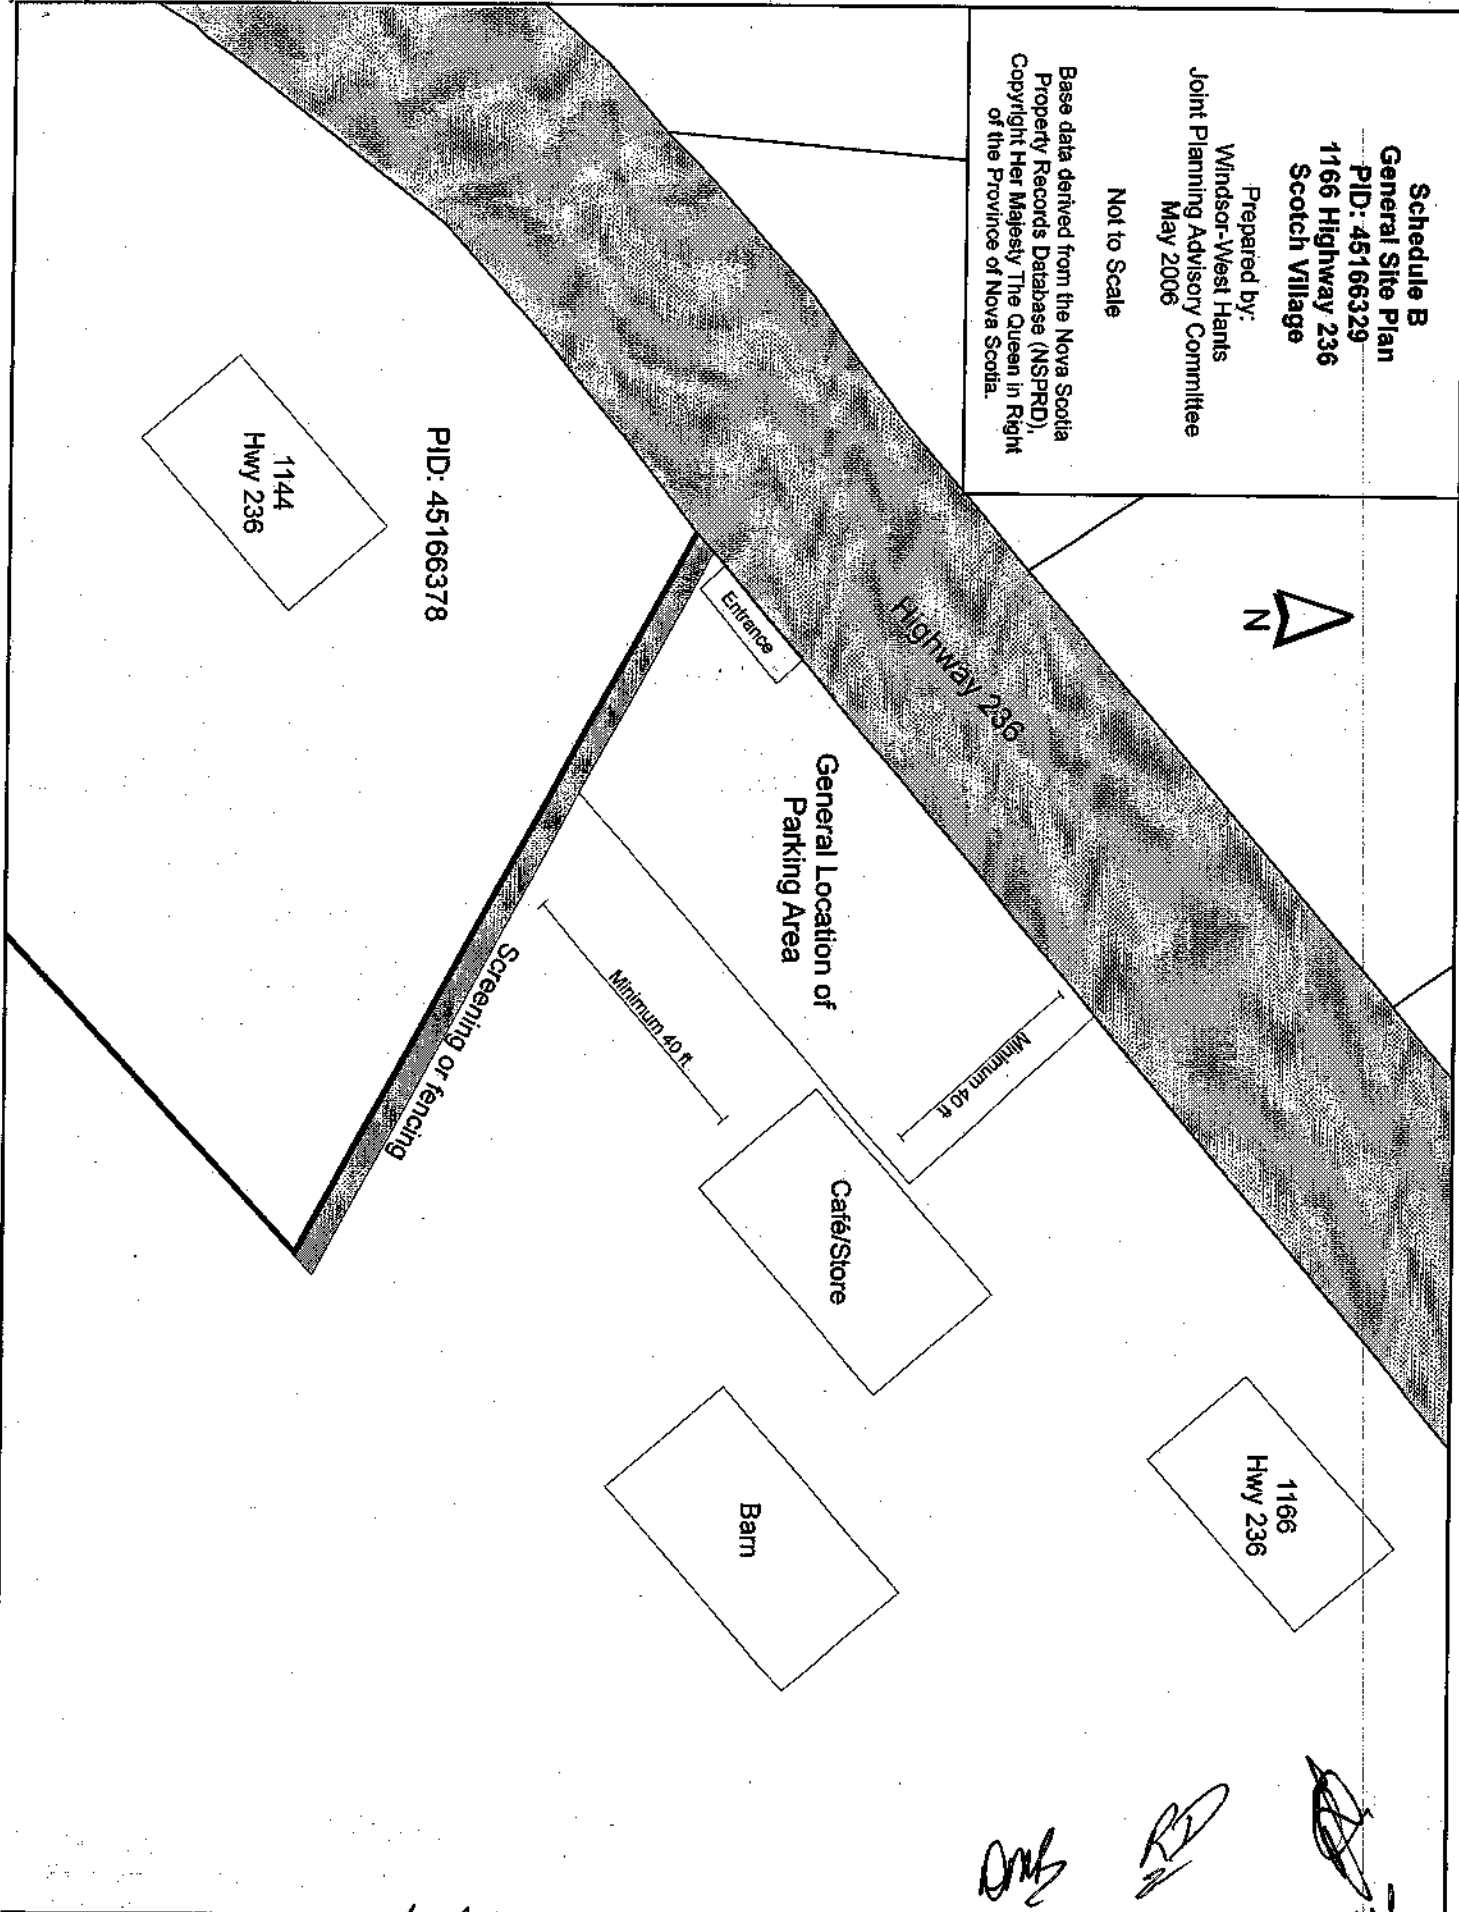 Schedule B
General Site Plan
PID: 45166329
1166 Highway 236
Scotch Village
Prepared by:
Windsor-West Hants
Joint Planning Advisory Committee
May 2006
Not to Scale
Base data derived from the Nova Scotia
Property Records Database (NSPRD),
Copyright Her Majesty The Queen in Right
of the Province of Nova Scotia.
N
Highway 236
1166
Hwy 236
Minimum 40 ft
General Location of
Parking Area
Entrance
Café/Store
Minimum 40 ft
Barn
Screening or fencing
PID: 45166378
1144
Hwy 236
RD
DMB